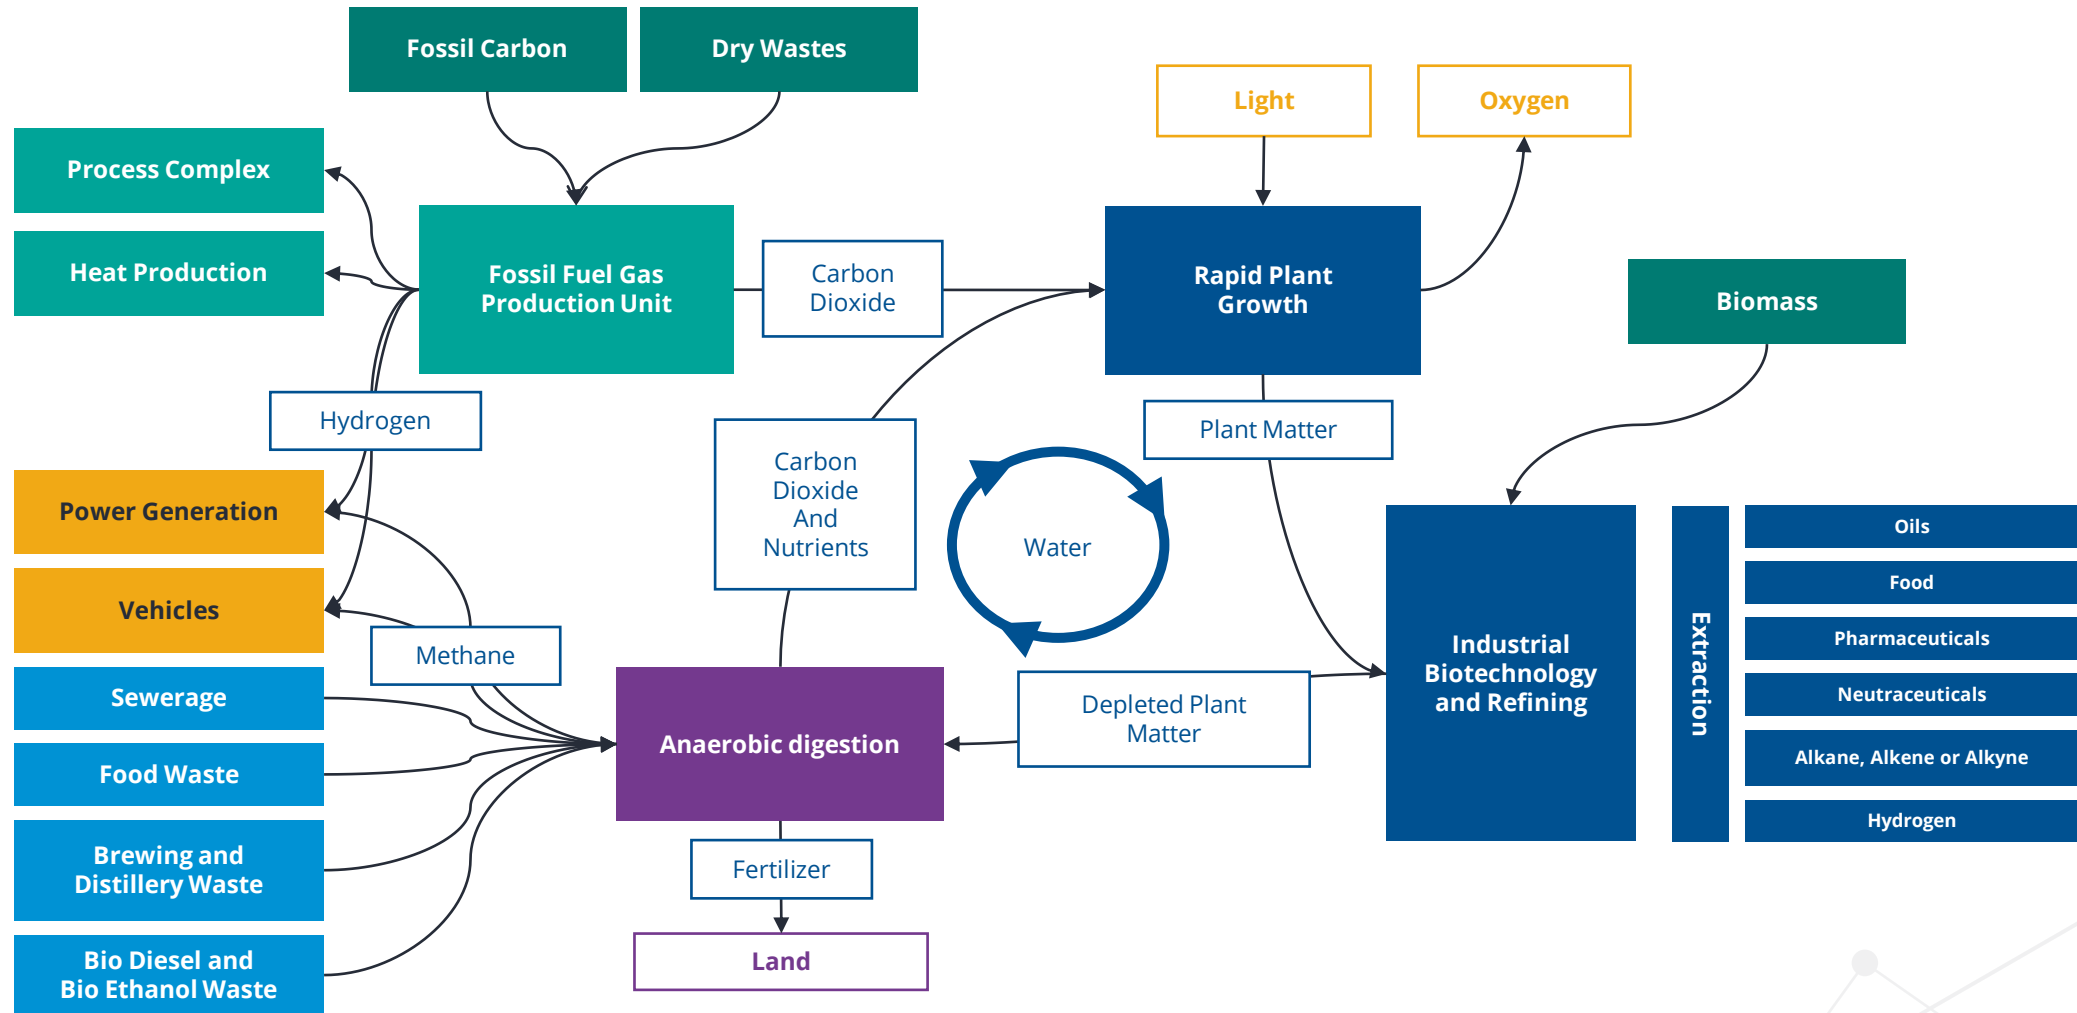 Fossil Carbon
Dry Wastes
Light
Oxygen
Process Complex
Heat Production
Fossil Fuel Gas
Production Unit
Carbon
Dioxide
Rapid Plant
Growth
Biomass
Hydrogen
Plant Matter
Carbon
Dioxide
And
Nutrients
Water
Power Generation
Vehicles
Methane
Sewerage
Food Waste
Brewing and
Distillery Waste
Bio Diesel and
Bio Ethanol Waste
Anaerobic digestion
Depleted Plant
Matter
Fertilizer
Land
Industrial
Biotechnology
and Refining
Extraction
Oils
Food
Pharmaceuticals
Neutraceuticals
Alkane, Alkene or Alkyne
Hydrogen